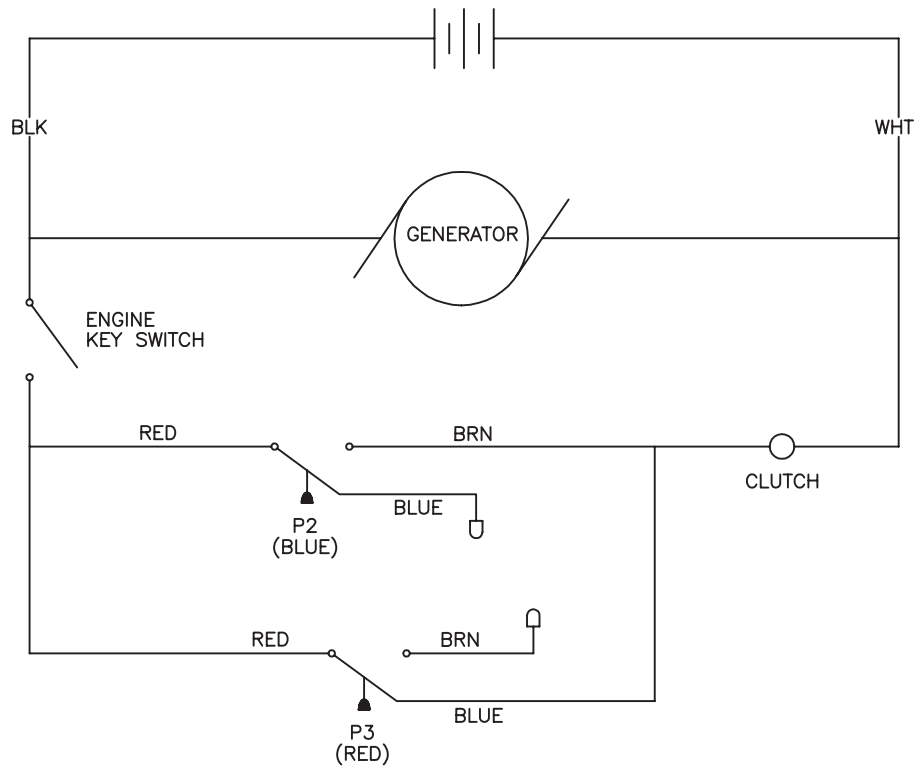 BLK
WHT
GENERATOR
ENGINE
KEY SWITCH
RED
BRN
CLUTCH
BLUE
P2
(BLUE)
RED
BRN
BLUE
P3
(RED)